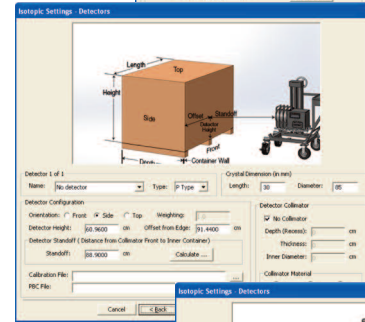 Isotopic Settings - Detectors
Length
Top
Height
Side
Offset
Standoff
Detector Height
Front
Container Wall
Detector 1 of 1
Name: No detector Type: P Type
Crystal Dimension (in mm)
Length: 30 Diameter: 85
Detector Configuration
Orientation: Front Side Top Weighting:
Detector Height: 68.9600 cm Offset from Edge: 91.4400 cm
Detector Standoff ( Distance from Collimator Front to Inner Container)
Standoff: 68.9000 cm Calculate ...
Calibration File: ...
PBC File:
Detector Collimator
No Collimator
Depth (Recess): cm
Thickness: cm
Inner Diameter: cm
Collimator Material
Cancel < Back
Isotopic Settings - Detectors